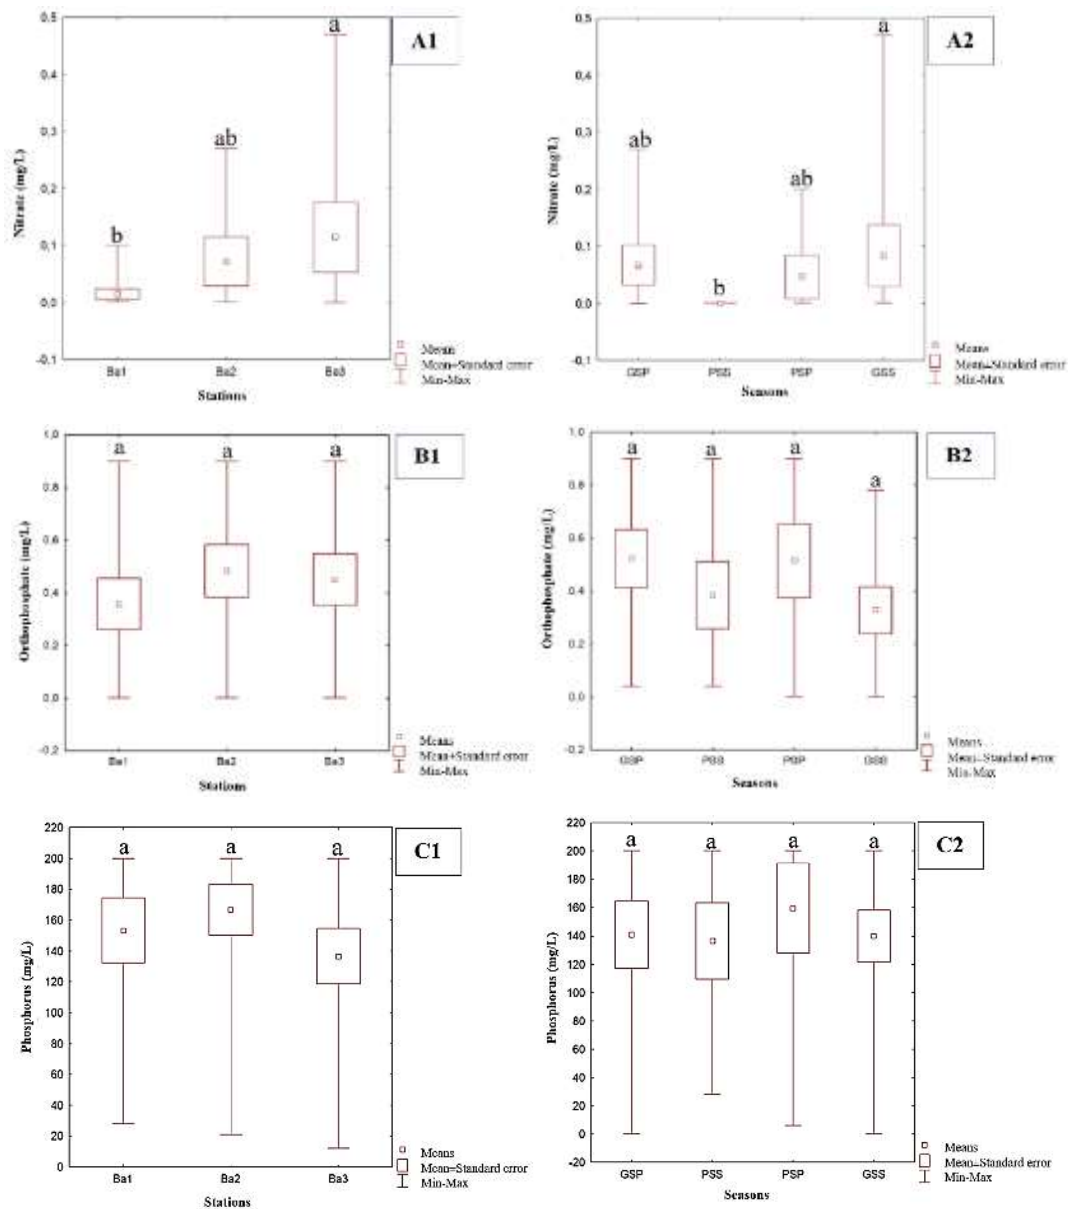 A1
Nitrate (mg/L)
0.5
0.4
0.3
0.2
0.1
0.0
-0.1
b
ab
a
Ba1
Ba2
Ba3
Stations
Means
Mean=Standard error
Min-Max
A2
Nitrate (mg/L)
0.5
0.4
0.3
0.2
0.1
0.0
-0.1
ab
b
ab
a
GSP
PSS
PSP
GSS
Seasons
Means
Mean=Standard error
Min-Max
B1
Orthophosphate (mg/L)
1.0
0.8
0.6
0.4
0.2
0.0
-0.2
a
a
a
Ba1
Ba2
Ba3
Stations
Means
Mean+Standard error
Min-Max
B2
Orthophosphate (mg/L)
1.0
0.8
0.6
0.4
0.2
0.0
-0.2
a
a
a
a
GSP
PSS
PSP
GSS
Seasons
Means
Mean=Standard error
Min-Max
C1
Phosphorus (mg/L)
220
200
180
160
140
120
100
80
60
40
20
0
a
a
a
Ba1
Ba2
Ba3
Stations
Means
Mean=Standard error
Min-Max
C2
Phosphorus (mg/L)
220
200
180
160
140
120
100
80
60
40
20
0
-20
a
a
a
a
GSP
PSS
PSP
GSS
Seasons
Means
Mean=Standard error
Min-Max